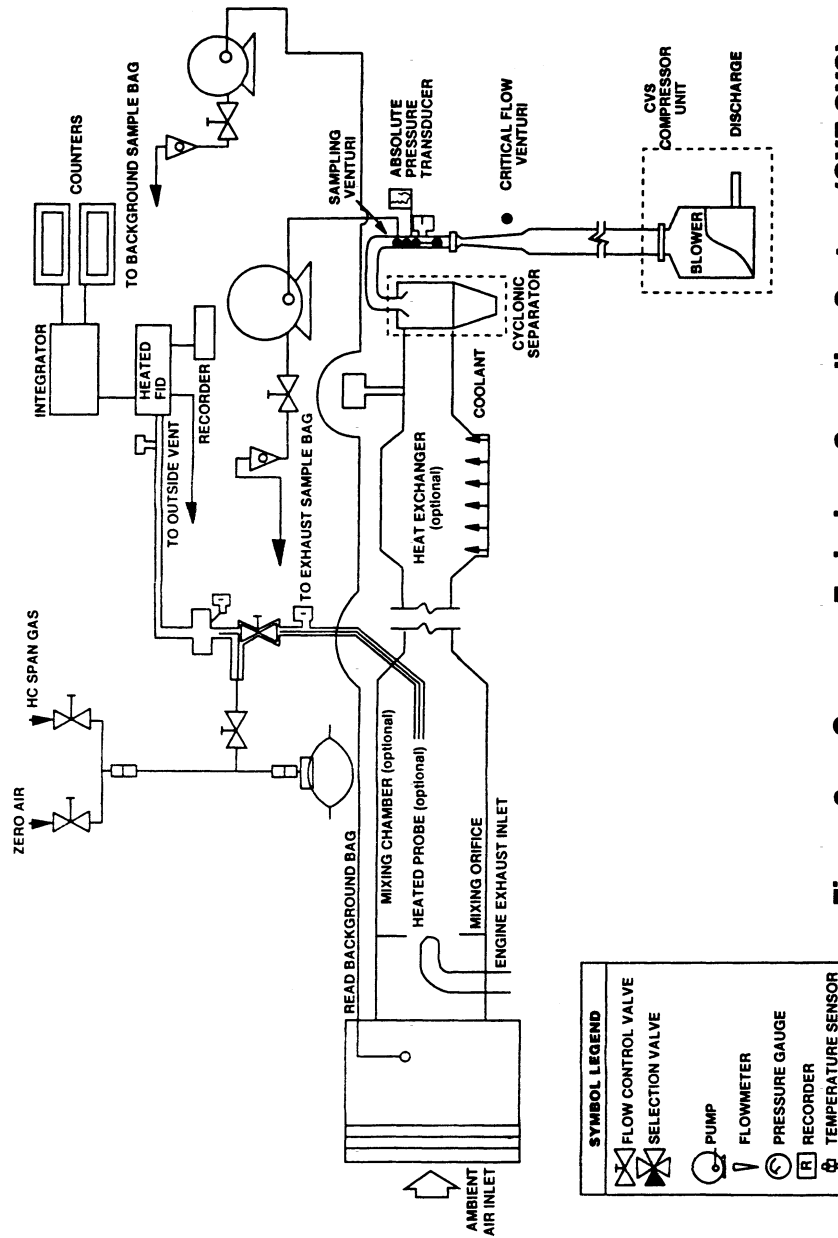 ZERO AIR
HC SPAN GAS
INTEGRATOR
COUNTERS
HEATED
FID
RECORDER
TO OUTSIDE VENT
TO BACKGROUND SAMPLE BAG
TO EXHAUST SAMPLE BAG
READ BACKGROUND BAG
MIXING CHAMBER (optional)
HEATED PROBE (optional)
MIXING ORIFICE
ENGINE EXHAUST INLET
AMBIENT
AIR INLET
HEAT EXCHANGER
(optional)
COOLANT
CYCLONIC
SEPARATOR
SAMPLING
VENTURI
ABSOLUTE
PRESSURE
TRANSDUCER
CRITICAL FLOW
VENTURI
CVS
COMPRESSOR
UNIT
BLOWER
DISCHARGE
SYMBOL LEGEND
FLOW CONTROL VALVE
SELECTION VALVE
PUMP
FLOWMETER
PRESSURE GAUGE
R RECORDER
TEMPERATURE SENSOR